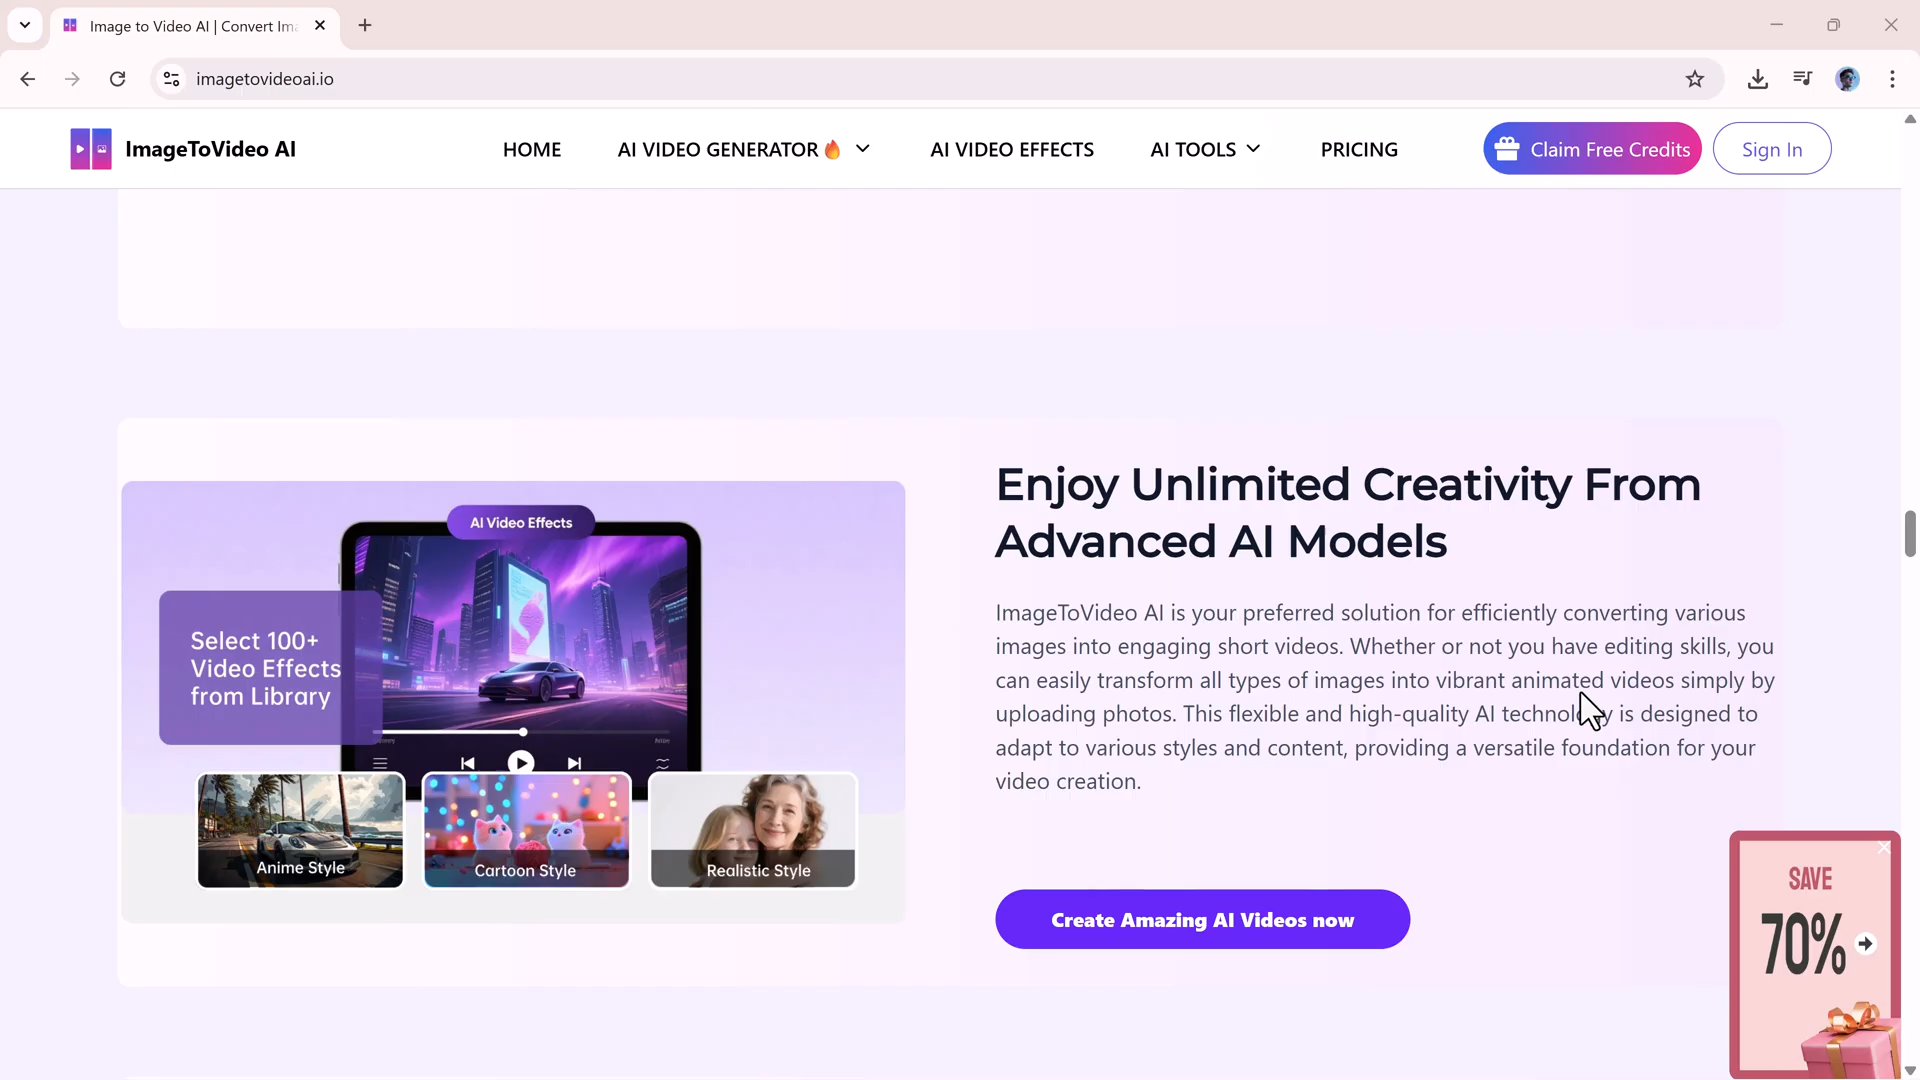 Image to Video AI | Convert Ima
imagetovideoai.io
ImageToVideo AI
HOME
AI VIDEO GENERATOR🔥
AI VIDEO EFFECTS
AI TOOLS
PRICING
Claim Free Credits
Sign In
AI Video Effects
Select 100+
Video Effects
from Library
Anime Style
Cartoon Style
Realistic Style
Enjoy Unlimited Creativity From
Advanced AI Models
ImageToVideo AI is your preferred solution for efficiently converting various
images into engaging short videos. Whether or not you have editing skills, you
can easily transform all types of images into vibrant animated videos simply by
uploading photos. This flexible and high-quality AI technology is designed to
adapt to various styles and content, providing a versatile foundation for your
video creation.
Create Amazing AI Videos now
SAVE
70%